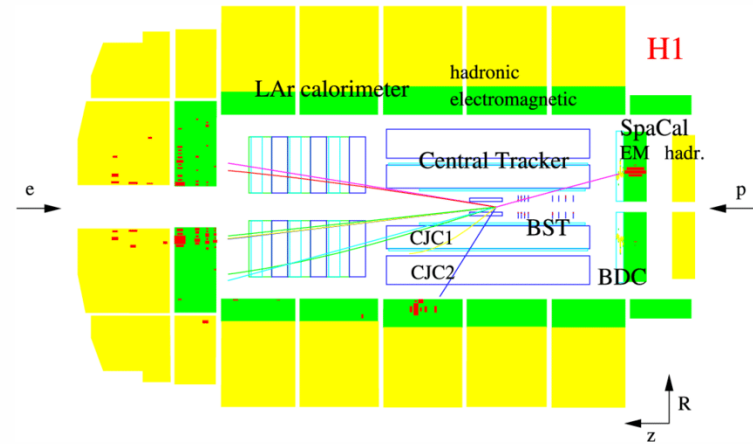 H1
hadronic
LAr calorimeter
electromagnetic
SpaCal
EM hadr.
Central Tracker
e
p
BST
CJC1
CJC2
BDC
R
z